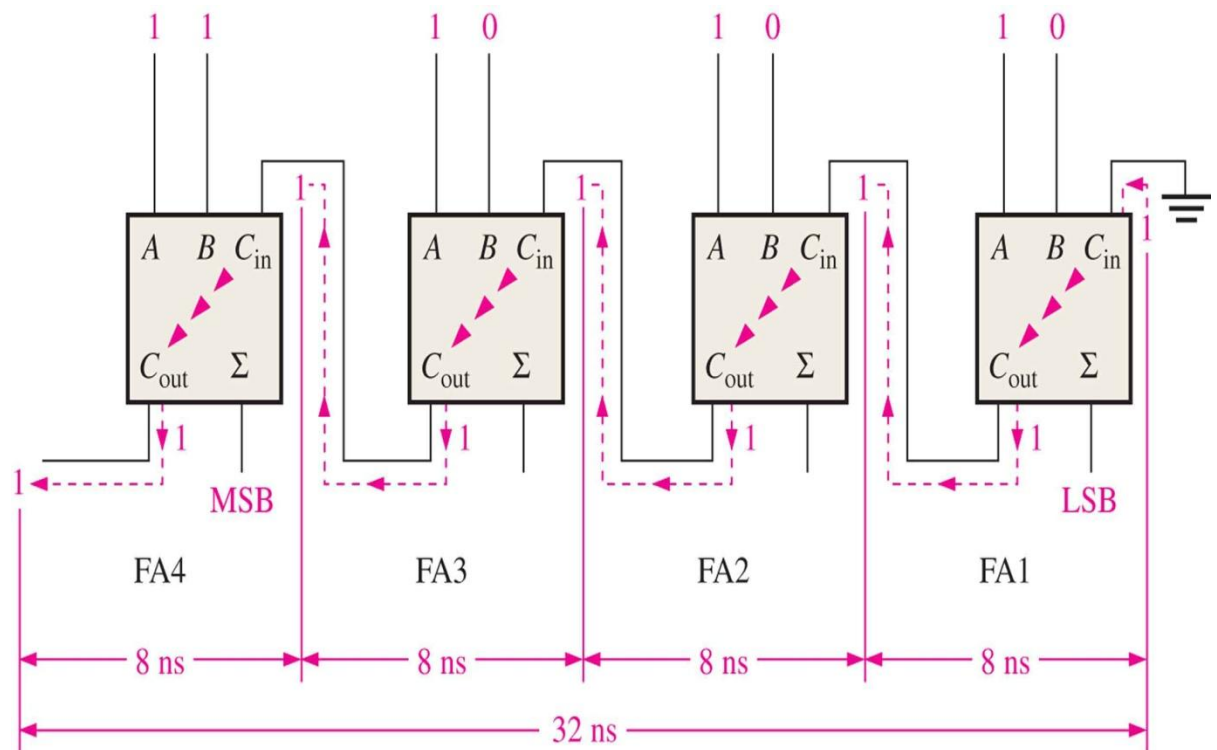 1 1 1 0 1 0 1 0
1 1 1 1
A B Cin A B Cin A B Cin A B Cin
Cout Σ Cout Σ Cout Σ Cout Σ
1 1 1 1
1 MSB LSB
FA4 FA3 FA2 FA1
8 ns 8 ns 8 ns 8 ns
32 ns